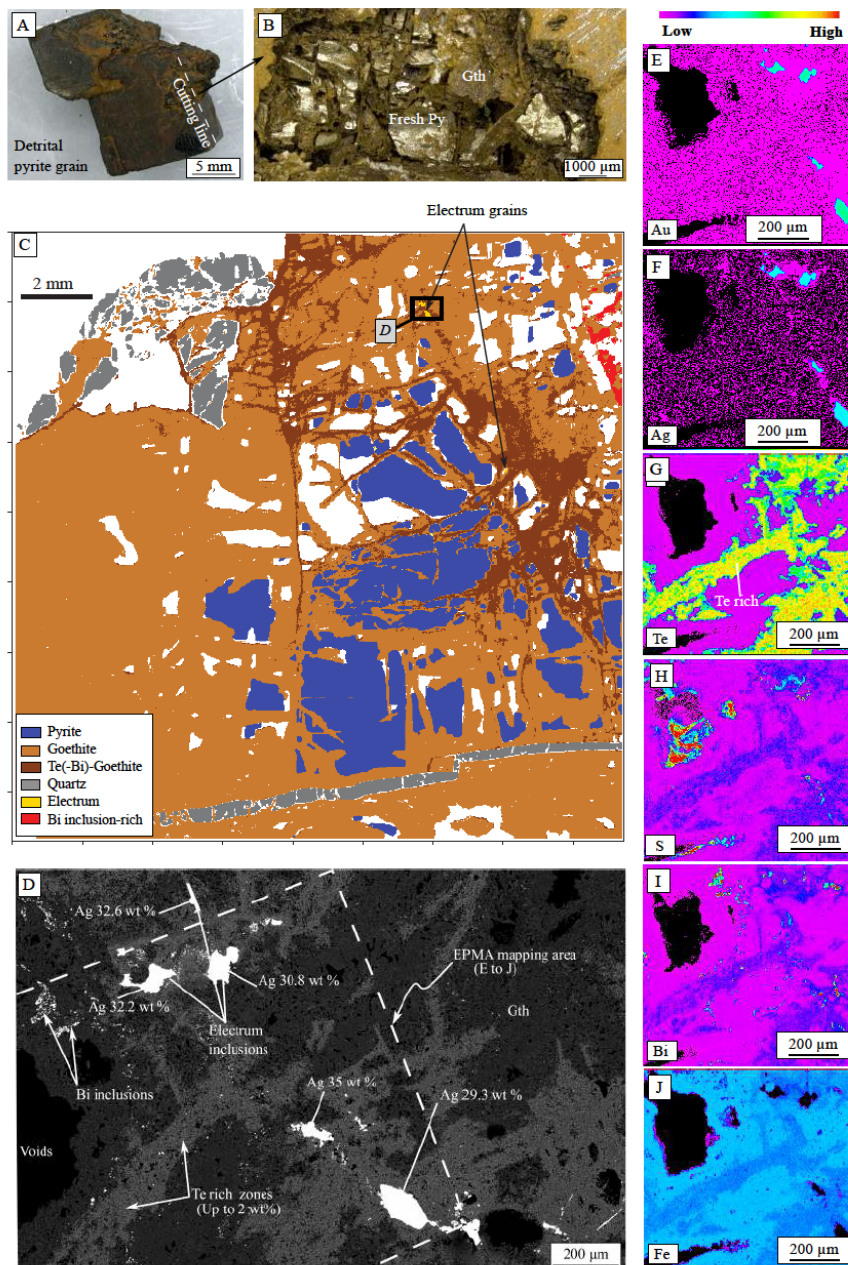 A
Cutting line
Detrital
pyrite grain
5 mm
B
Gth
Fresh Py
1000 µm
Electrum grains
C
2 mm
D
Pyrite
Goethite
Te(-Bi)-Goethite
Quartz
Electrum
Bi inclusion-rich
D
Ag 32.6 wt %
Ag 30.8 wt %
Ag 32.2 wt %
Electrum
inclusions
EPMA mapping area
(E to J)
Gth
Bi inclusions
Ag 35 wt %
Ag 29.3 wt %
Voids
Te rich zones
(Up to 2 wt%)
200 µm
Low High
E
Au
200 µm
F
Ag
200 µm
G
Te rich
Te
200 µm
H
S
200 µm
I
Bi
200 µm
J
Fe
200 µm